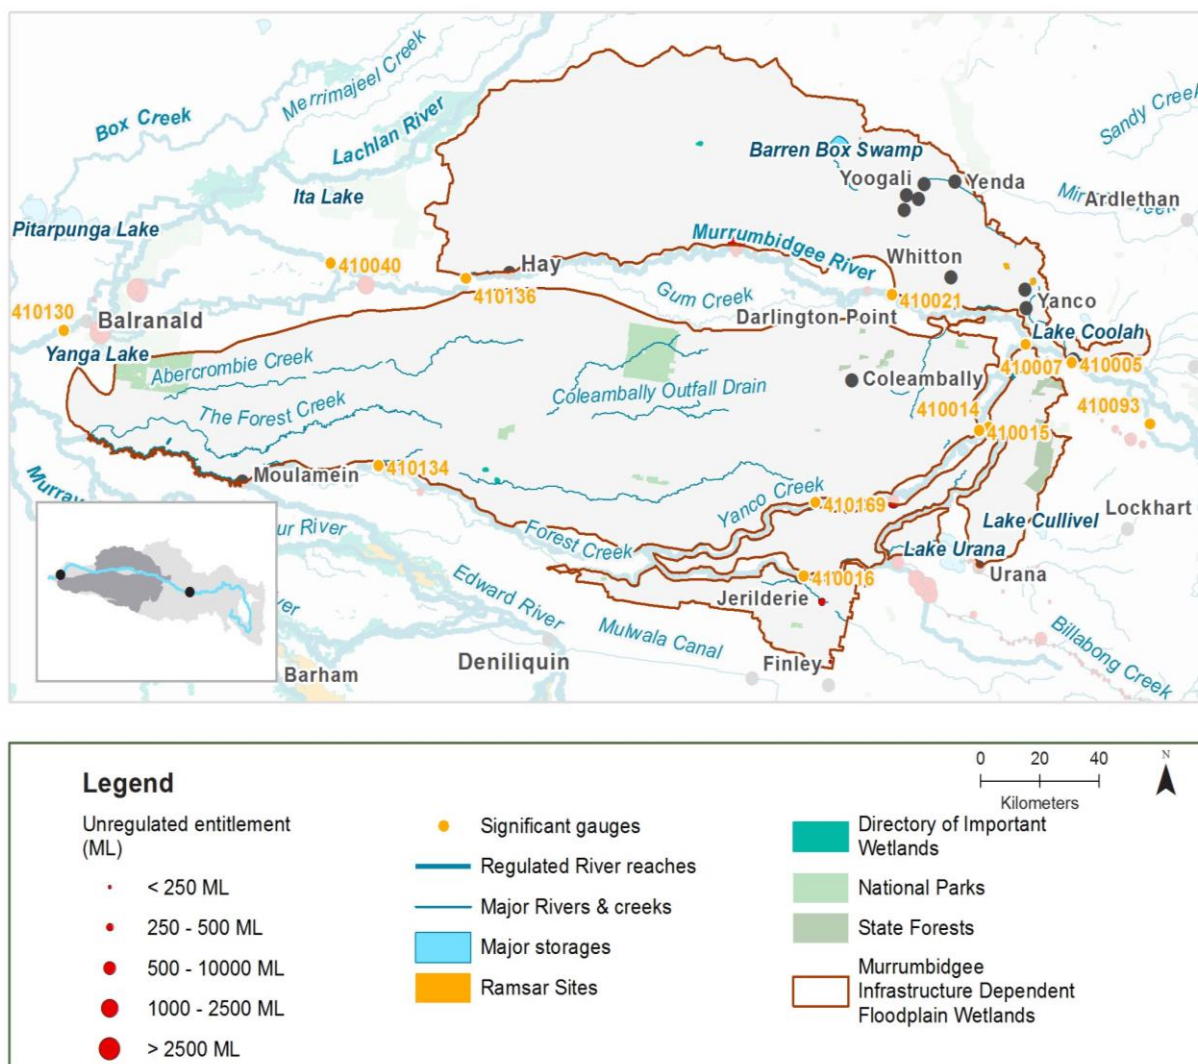 Box Creek
Merrimajeel Creek
Lachlan River
Sandy Creek
Barren Box Swamp
Yoogali
Yenda
Ardlethan
Ita Lake
Pitarpunga Lake
Murrumbidgee River
Whitton
410040
Hay
410136
Gum Creek
410021
Yanco
410130
Balranald
Darlington Point
Lake Coolah
Yanga Lake
Abercrombie Creek
410007
410005
Coleambally Outfall Drain
Coleambally
The Forest Creek
410014
410015
410093
Moulamein
410134
Yanco Creek
410169
Lockhart
Forest Creek
Lake Cullivel
Lake Urana
Urana
Edward River
410016
Jerilderie
Mulwala Canal
Billabong Creek
Barham
Deniliquin
Finley
Legend
0 20 40
Kilometers
N
Unregulated entitlement
(ML)
< 250 ML
250 - 500 ML
500 - 10000 ML
1000 - 2500 ML
> 2500 ML
Significant gauges
Regulated River reaches
Major Rivers & creeks
Major storages
Ramsar Sites
Directory of Important
Wetlands
National Parks
State Forests
Murrumbidgee
Infrastructure Dependent
Floodplain Wetlands